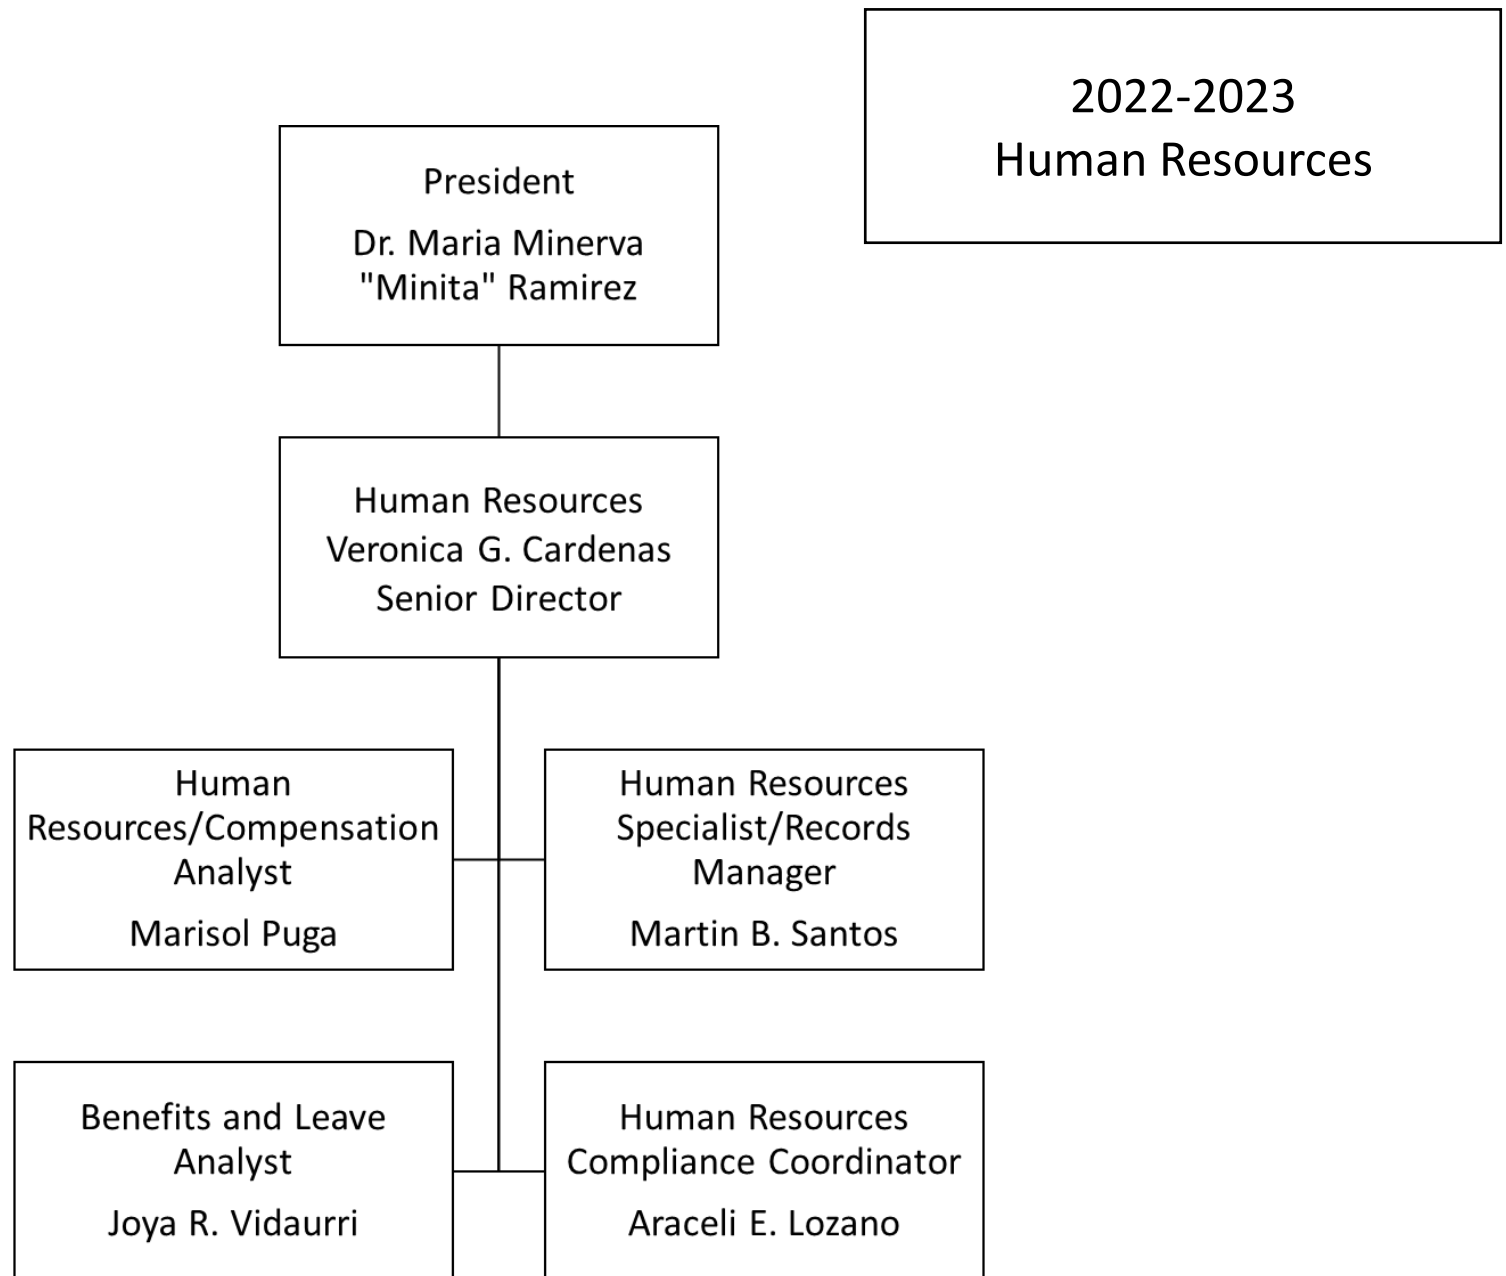 2022-2023
Human Resources
President
Dr. Maria Minerva
"Minita" Ramirez
Human Resources
Veronica G. Cardenas
Senior Director
Human
Resources/Compensation
Analyst
Marisol Puga
Human Resources
Specialist/Records
Manager
Martin B. Santos
Benefits and Leave
Analyst
Joya R. Vidaurri
Human Resources
Compliance Coordinator
Araceli E. Lozano